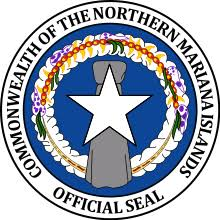 COMMONWEALTH OF THE NORTHERN MARIANA ISLANDS
OFFICIAL SEAL